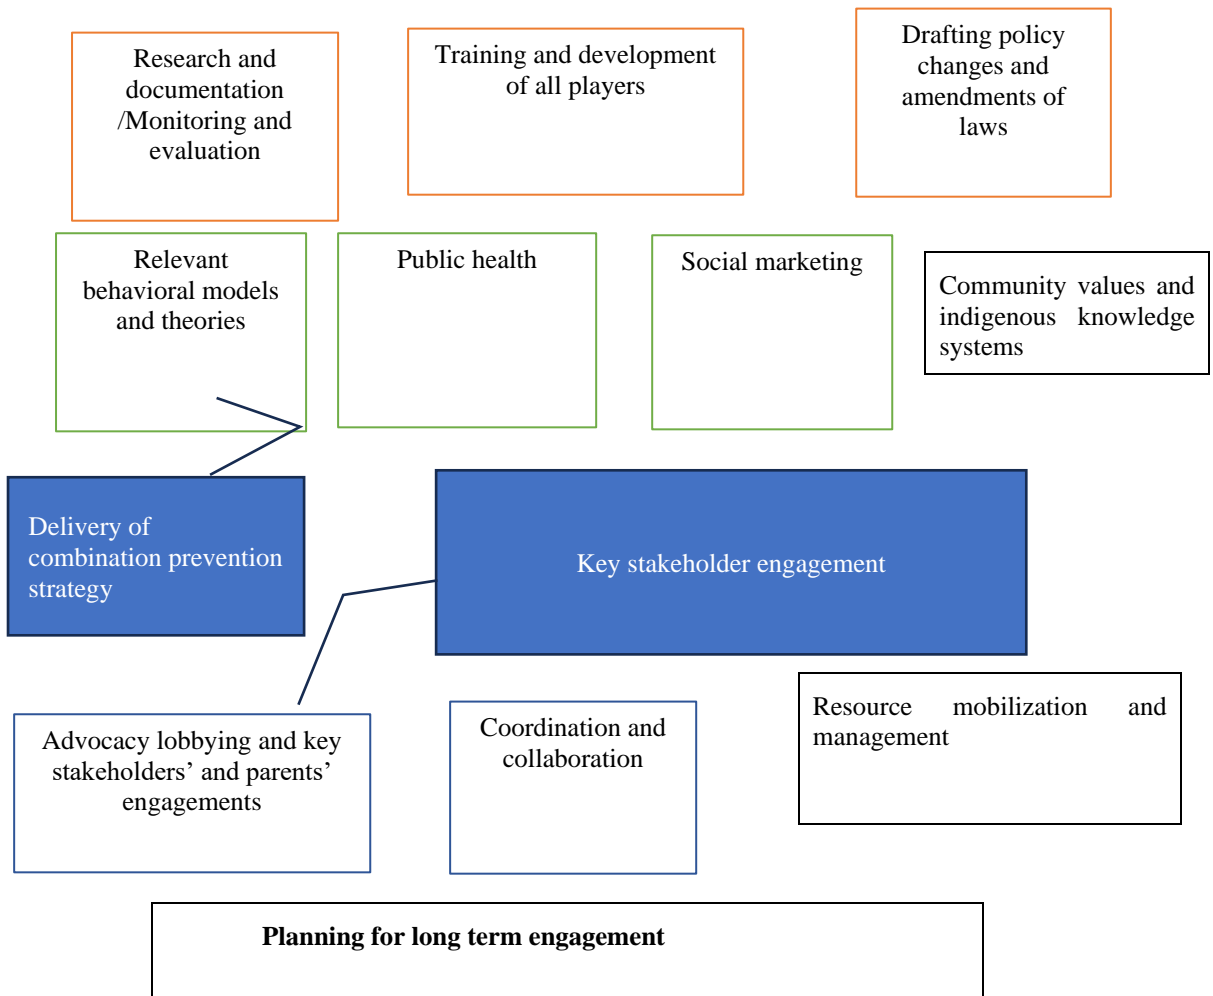 Research and
documentation
/Monitoring and
evaluation
Training and development
of all players
Drafting policy
changes and
amendments of
laws
Relevant
behavioral models
and theories
Public health
Social marketing
Community values and
indigenous knowledge
systems
Delivery of
combination prevention
strategy
Key stakeholder engagement
Advocacy lobbying and key
stakeholders’ and parents’
engagements
Coordination and
collaboration
Resource mobilization and
management
Planning for long term engagement